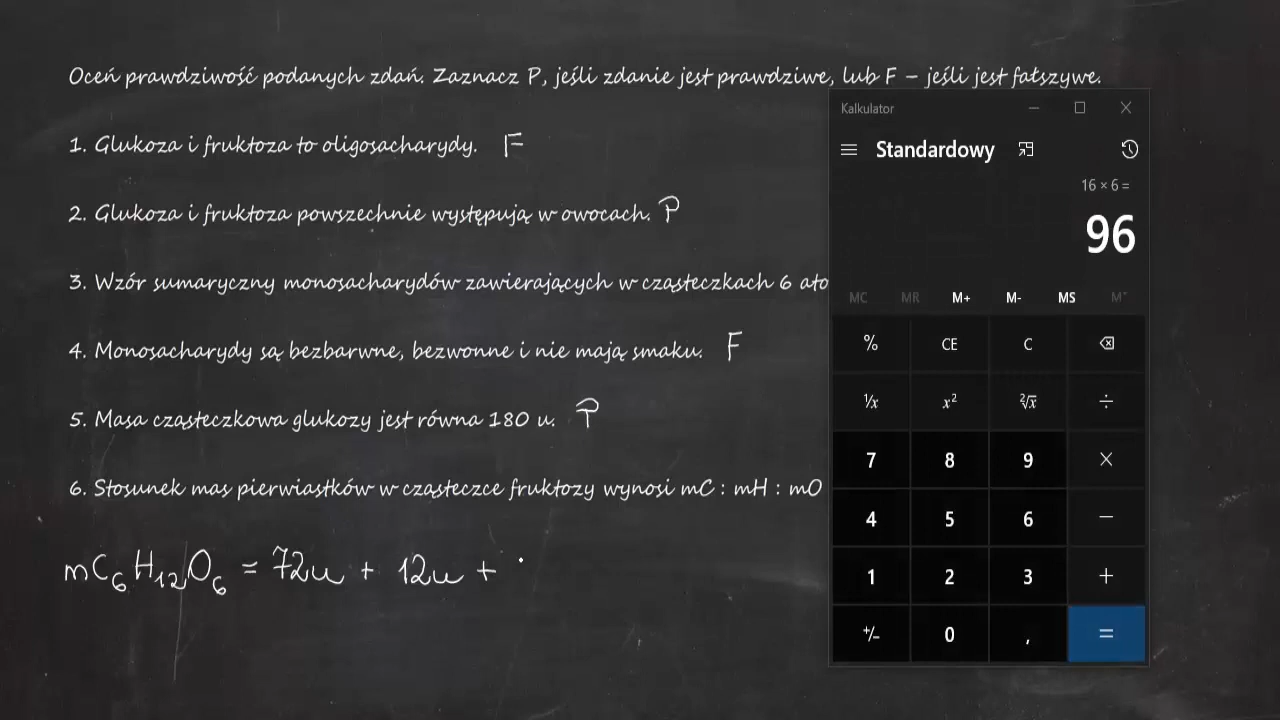 Oceń prawdziwość podanych zdań. Zaznacz P, jeśli zdanie jest prawdziwe, lub F – jeśli jest fałszywe.
1. Glukoza i fruktoza to oligosacharydy. F
2. Glukoza i fruktoza powszechnie występują w owocach. P
3. Wzór sumaryczny monosacharydów zawierających w cząsteczkach 6 ato
4. Monosacharydy są bezbarwne, bezwonne i nie mają smaku. F
5. Masa cząsteczkowa glukozy jest równa 180 u. P
6. Stosunek mas pierwiastków w cząsteczce fruktozy wynosi mC : mH : mO
mC₆H₁₂O₆ = 72u + 12u +
Kalkulator
Standardowy
16 × 6 =
96
MC MR M+ M- MS M˅
% CE C
¹/x x² ²√x ÷
7 8 9 ×
4 5 6 −
1 2 3 +
+/- 0 , =